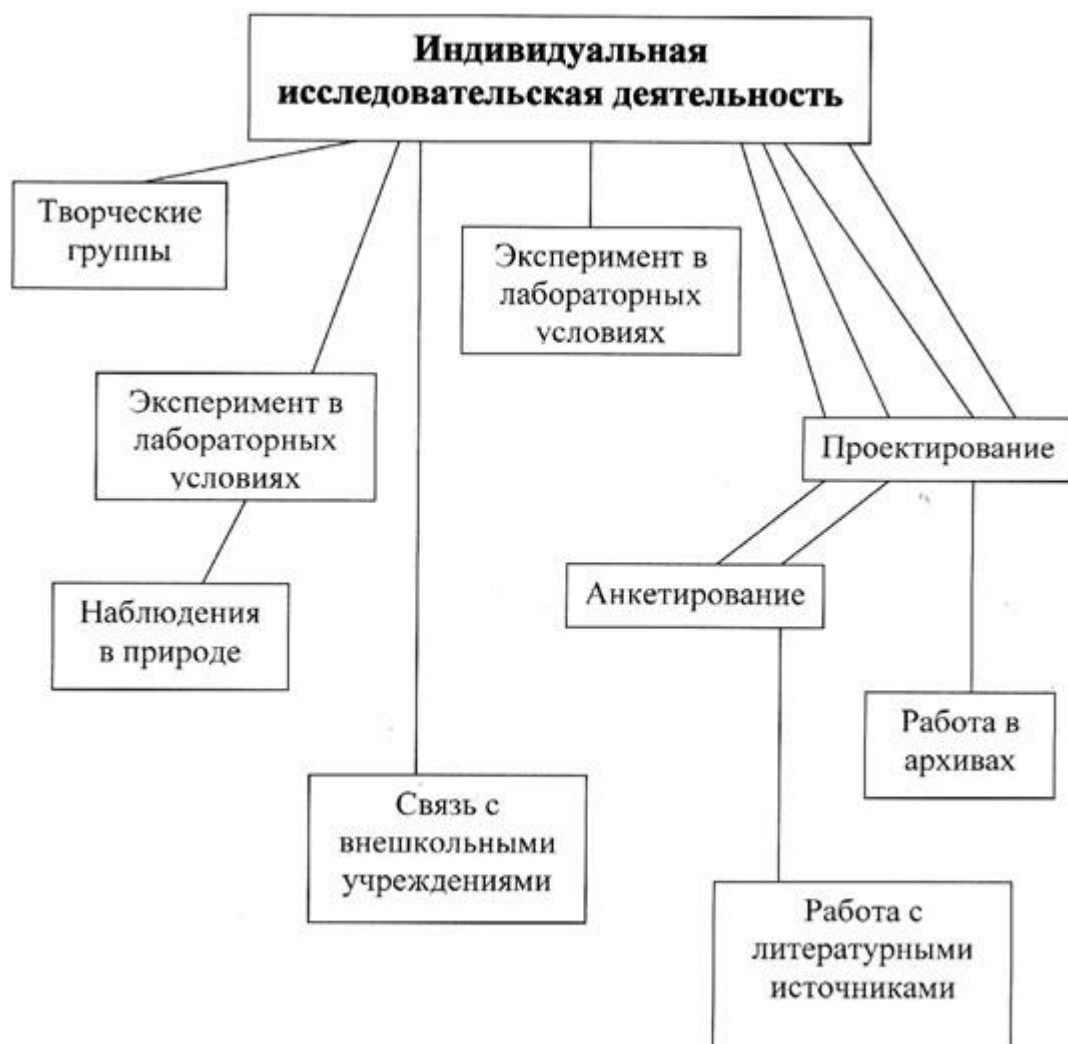 Индивидуальная
исследовательская деятельность
Творческие
группы
Эксперимент в
лабораторных
условиях
Эксперимент в
лабораторных
условиях
Проектирование
Анкетирование
Наблюдения
в природе
Работа в
архивах
Связь с
внешкольными
учреждениями
Работа с
литературными
источниками